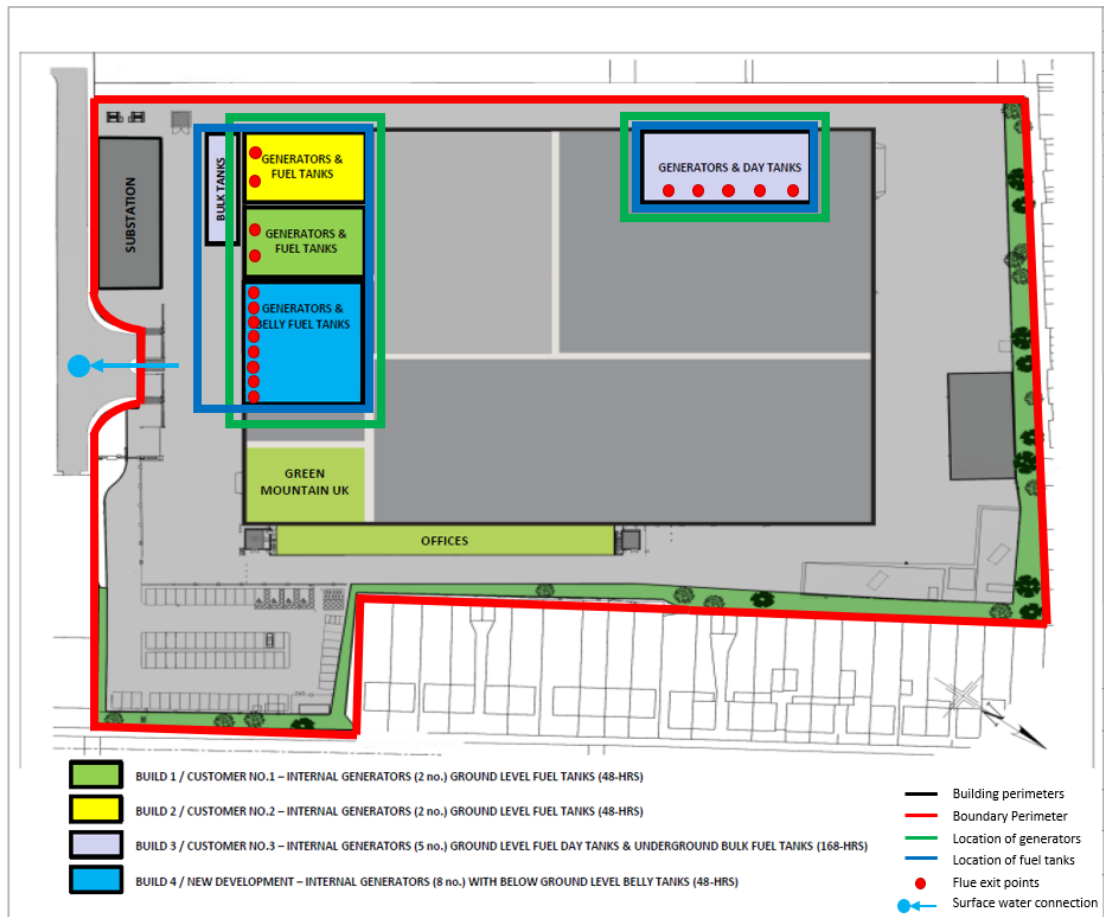 SUBSTATION
BULK TANKS
GENERATORS &
FUEL TANKS
GENERATORS &
FUEL TANKS
GENERATORS &
BELLY FUEL TANKS
GENERATORS & DAY TANKS
GREEN
MOUNTAIN UK
OFFICES
BUILD 1 / CUSTOMER NO.1 – INTERNAL GENERATORS (2 no.) GROUND LEVEL FUEL TANKS (48-HRS)
BUILD 2 / CUSTOMER NO.2 – INTERNAL GENERATORS (2 no.) GROUND LEVEL FUEL TANKS (48-HRS)
BUILD 3 / CUSTOMER NO.3 – INTERNAL GENERATORS (5 no.) GROUND LEVEL FUEL DAY TANKS & UNDERGROUND BULK FUEL TANKS (168-HRS)
BUILD 4 / NEW DEVELOPMENT – INTERNAL GENERATORS (8 no.) WITH BELOW GROUND LEVEL BELLY TANKS (48-HRS)
Building perimeters
Boundary Perimeter
Location of generators
Location of fuel tanks
Flue exit points
Surface water connection